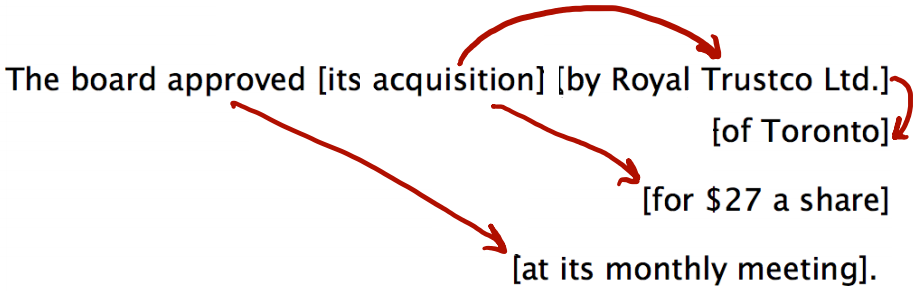 The board approved [its acquisition] [by Royal Trustco Ltd.]
[of Toronto]
[for $27 a share]
[at its monthly meeting].